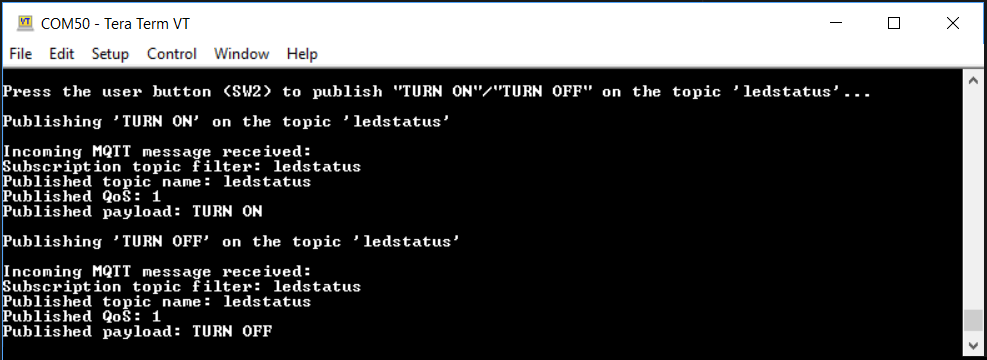 COM50 - Tera Term VT
File Edit Setup Control Window Help
Press the user button (SW2) to publish "TURN ON"/"TURN OFF" on the topic 'ledstatus'...
Publishing 'TURN ON' on the topic 'ledstatus'
Incoming MQTT message received:
Subscription topic filter: ledstatus
Published topic name: ledstatus
Published QoS: 1
Published payload: TURN ON
Publishing 'TURN OFF' on the topic 'ledstatus'
Incoming MQTT message received:
Subscription topic filter: ledstatus
Published topic name: ledstatus
Published QoS: 1
Published payload: TURN OFF